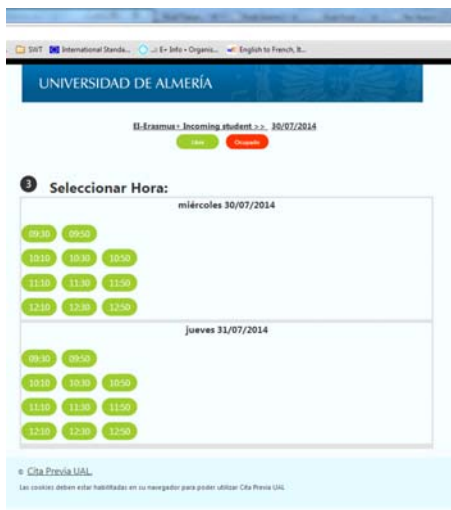 SWT International Standa... E+ Info • Organis... English to French, It...
UNIVERSIDAD DE ALMERÍA
EI-Erasmus+ Incoming student >> 30/07/2014
Libre Ocupado
3 Seleccionar Hora:
miércoles 30/07/2014
09:30 09:50
10:10 10:30 10:50
11:10 11:30 11:50
12:10 12:30 12:50
jueves 31/07/2014
09:30 09:50
10:10 10:30 10:50
11:10 11:30 11:50
12:10 12:30 12:50
Cita Previa UAL.
Las cookies deben estar habilitadas en su navegador para poder utilizar Cita Previa UAL